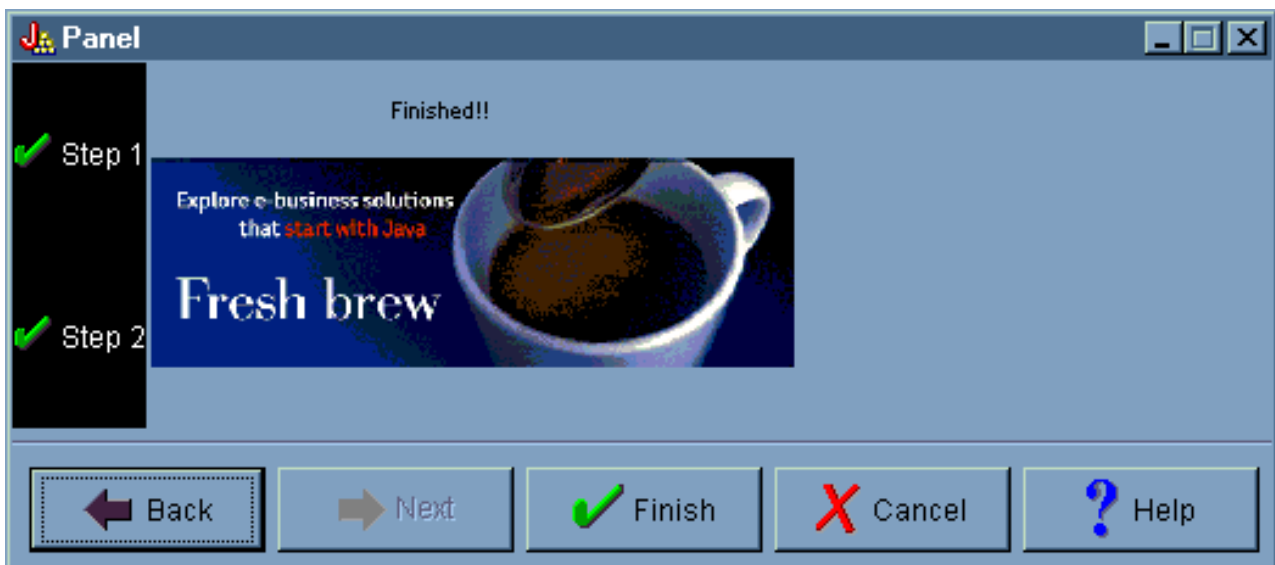 Panel
Finished!!
Step 1
Explore e-business solutions
that start with Java
Fresh brew
Step 2
Back
Next
Finish
Cancel
Help